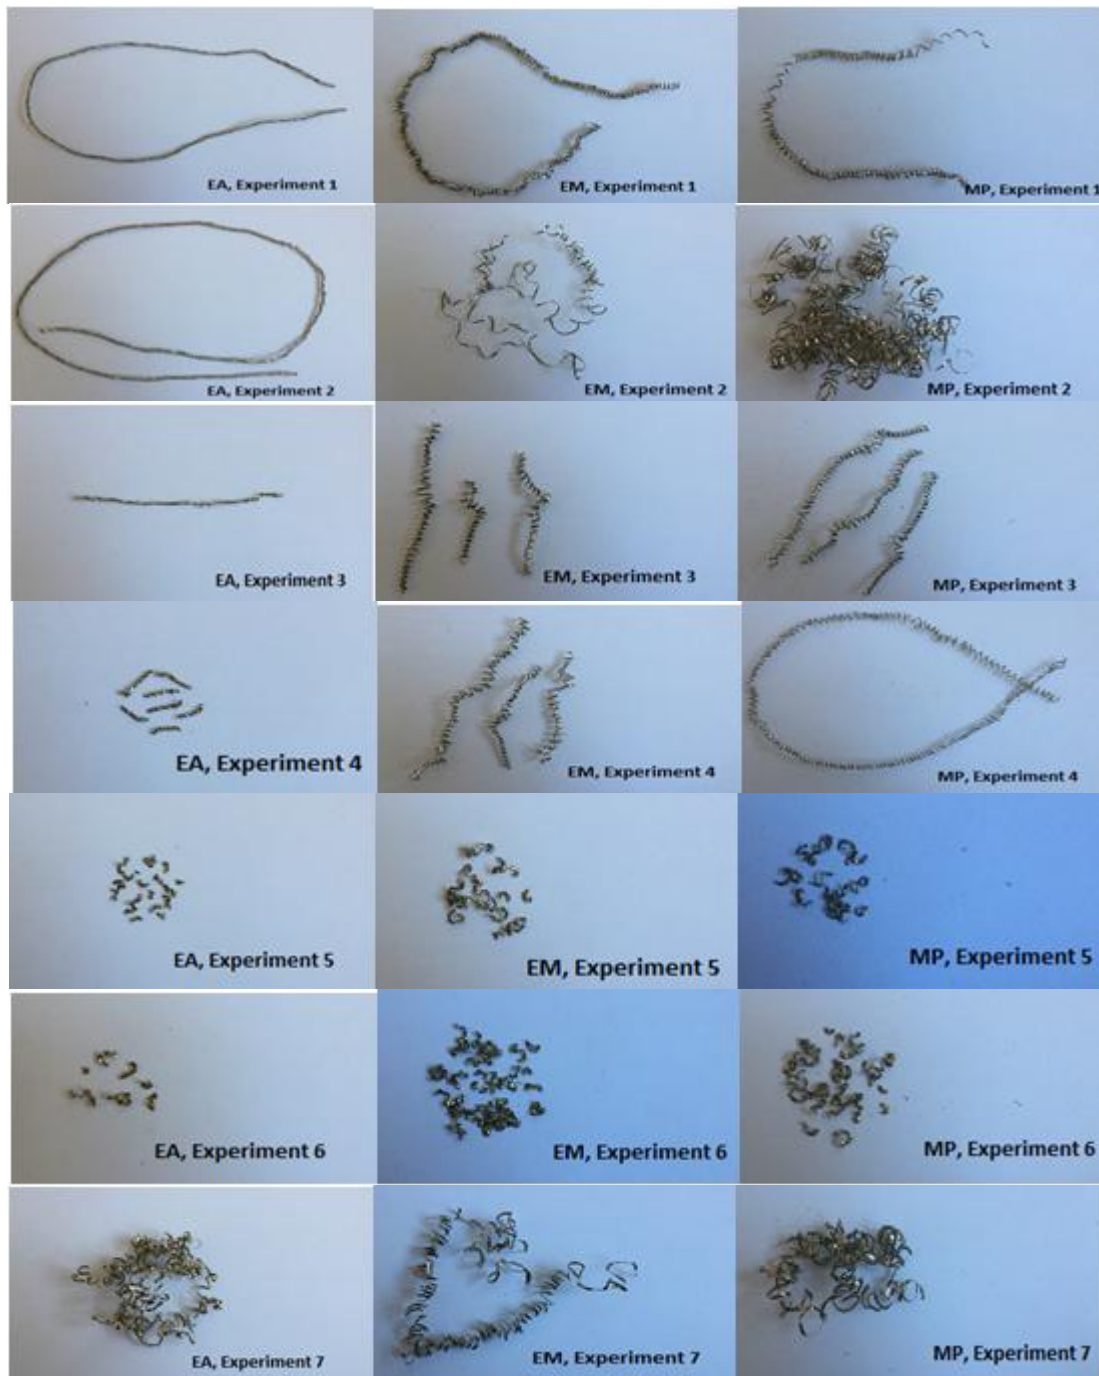 EA, Experiment 1
EM, Experiment 1
MP, Experiment 1
EA, Experiment 2
EM, Experiment 2
MP, Experiment 2
EA, Experiment 3
EM, Experiment 3
MP, Experiment 3
EA, Experiment 4
EM, Experiment 4
MP, Experiment 4
EA, Experiment 5
EM, Experiment 5
MP, Experiment 5
EA, Experiment 6
EM, Experiment 6
MP, Experiment 6
EA, Experiment 7
EM, Experiment 7
MP, Experiment 7